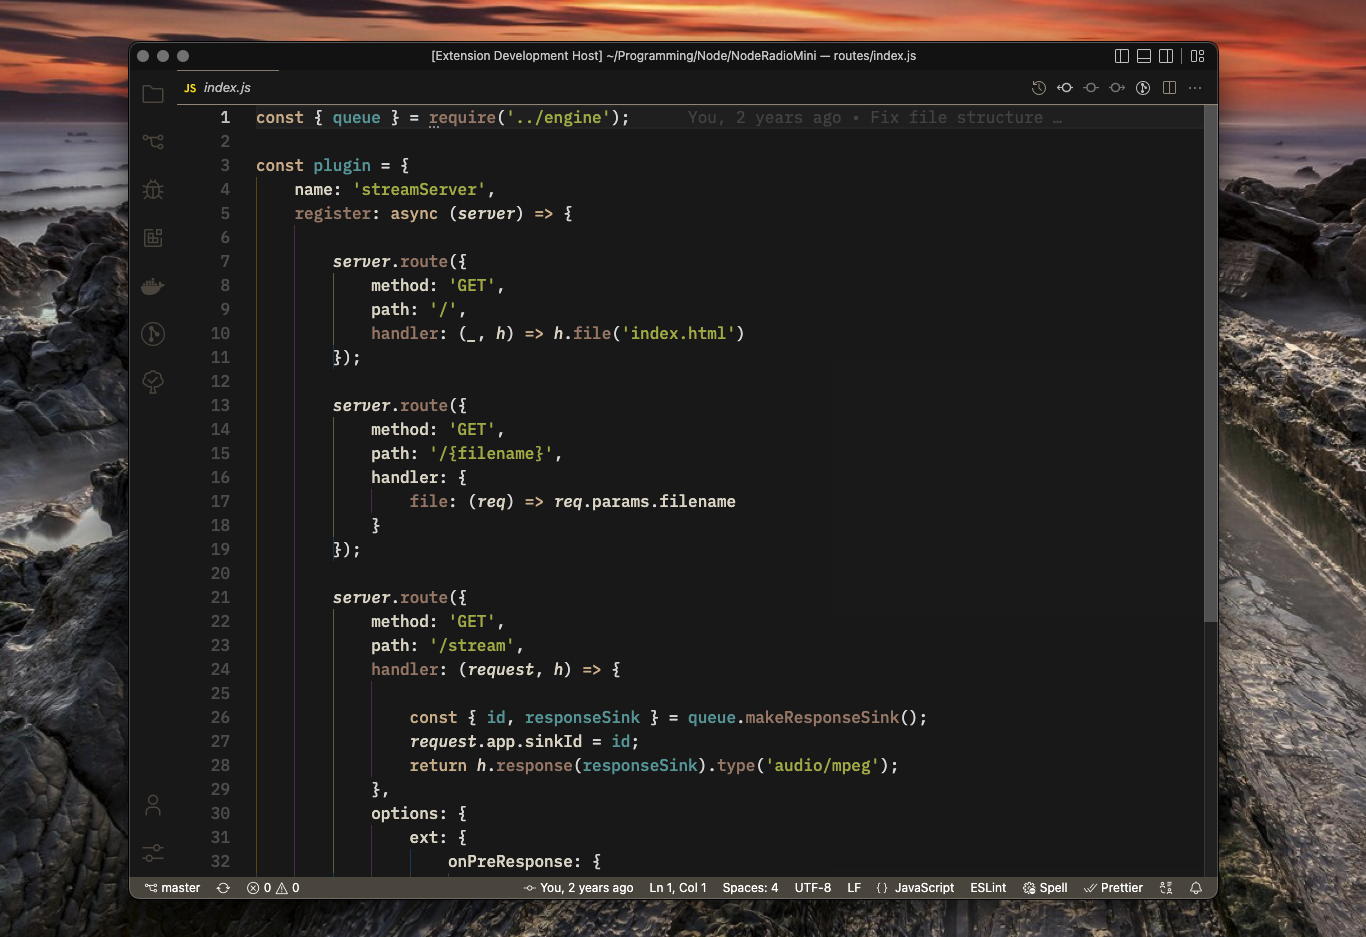 [Extension Development Host] ~/Programming/Node/NodeRadioMini — routes/index.js
JS index.js
1 const { queue } = require('../engine'); You, 2 years ago • Fix file structure …
2
3 const plugin = {
4 name: 'streamServer',
5 register: async (server) => {
6
7 server.route({
8 method: 'GET',
9 path: '/',
10 handler: (_, h) => h.file('index.html')
11 });
12
13 server.route({
14 method: 'GET',
15 path: '/{filename}',
16 handler: {
17 file: (req) => req.params.filename
18 }
19 });
20
21 server.route({
22 method: 'GET',
23 path: '/stream',
24 handler: (request, h) => {
25
26 const { id, responseSink } = queue.makeResponseSink();
27 request.app.sinkId = id;
28 return h.response(responseSink).type('audio/mpeg');
29 },
30 options: {
31 ext: {
32 onPreResponse: {
master 0 0 You, 2 years ago Ln 1, Col 1 Spaces: 4 UTF-8 LF {} JavaScript ESLint Spell Prettier